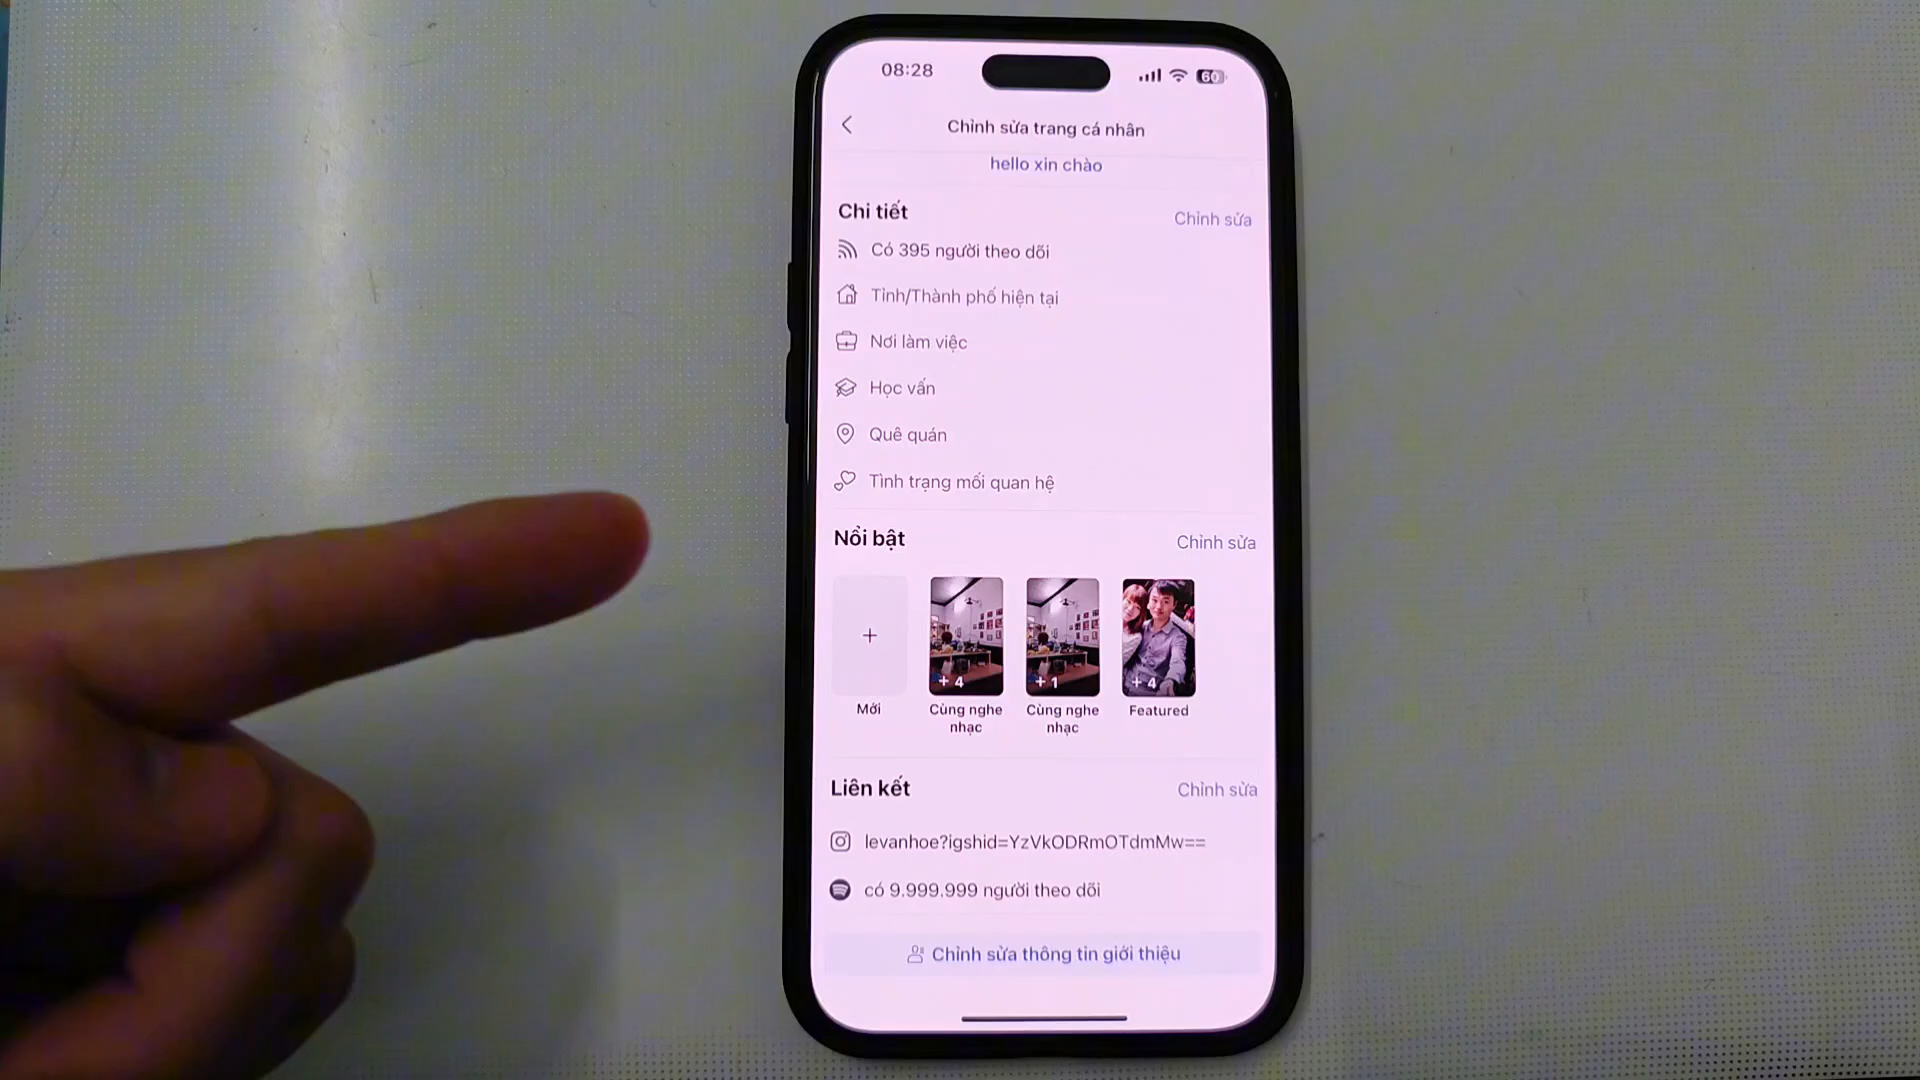 08:28
60
Chỉnh sửa trang cá nhân
hello xin chào
Chi tiết
Chỉnh sửa
Có 395 người theo dõi
Tỉnh/Thành phố hiện tại
Nơi làm việc
Học vấn
Quê quán
Tình trạng mối quan hệ
Nổi bật
Chỉnh sửa
+
+ 4
+ 1
+ 4
Mới
Cùng nghe
nhạc
Cùng nghe
nhạc
Featured
Liên kết
Chỉnh sửa
levanhoe?igshid=YzVkODRmOTdmMw==
có 9.999.999 người theo dõi
Chỉnh sửa thông tin giới thiệu